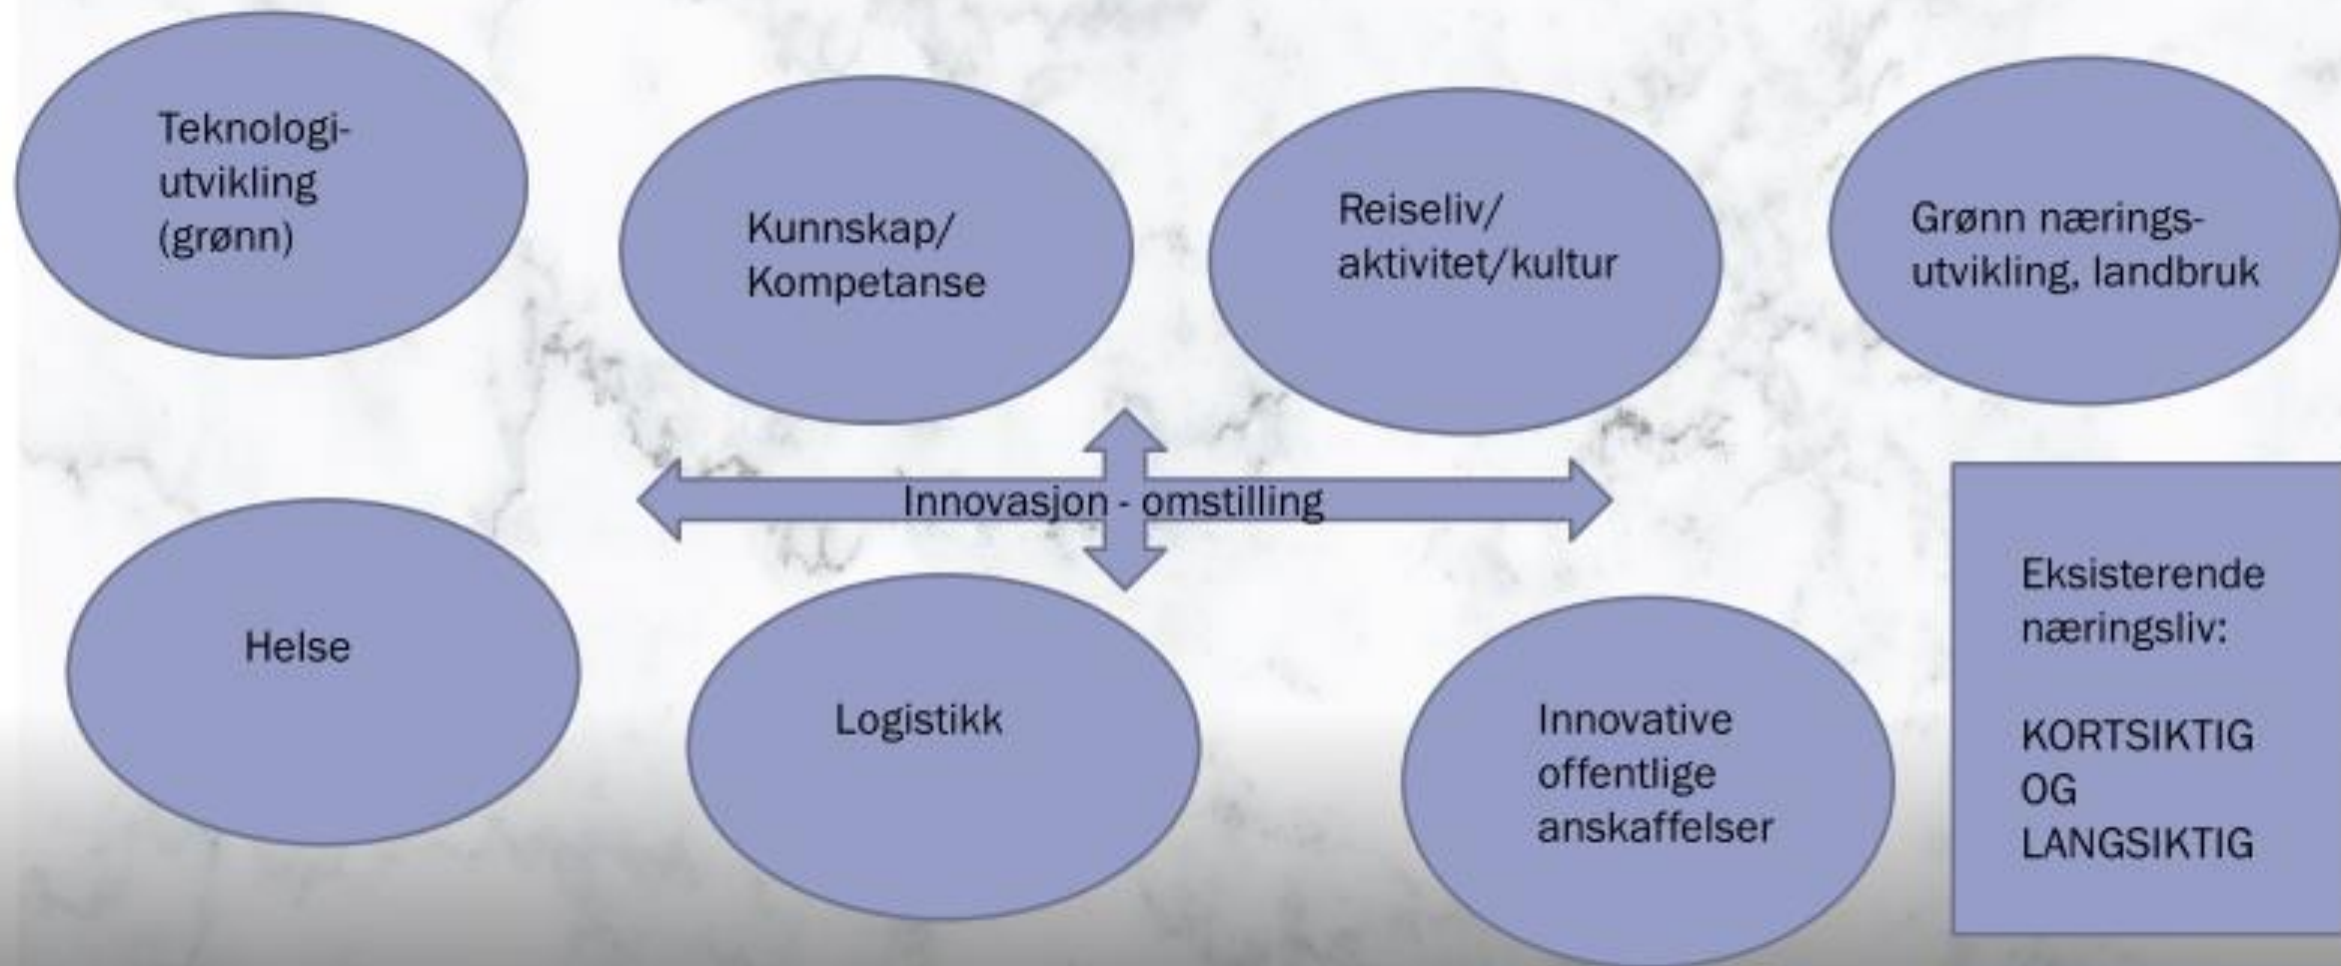 Teknologi-
utvikling
(grønn)
Kunnskap/
Kompetanse
Reiseliv/
aktivitet/kultur
Grønn nærings-
utvikling, landbruk
Innovasjon - omstilling
Helse
Logistikk
Innovative
offentlige
anskaffelser
Eksisterende
næringsliv:
KORTSIKTIG
OG
LANGSIKTIG